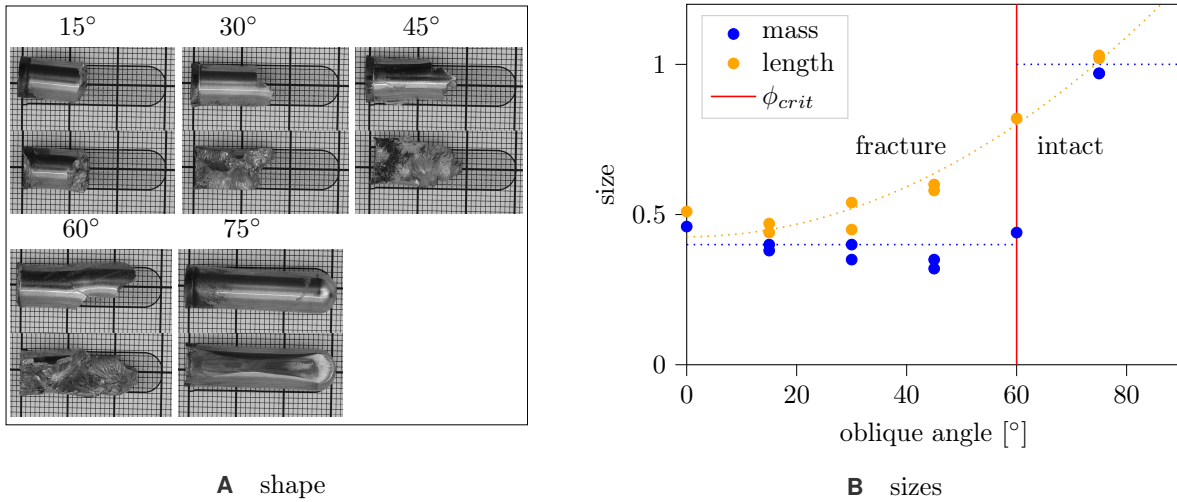 15°
30°
45°
60°
75°
A shape
mass
length
ϕ_crit
fracture
intact
size
1
0.5
0
0
20
40
60
80
oblique angle [°]
B sizes